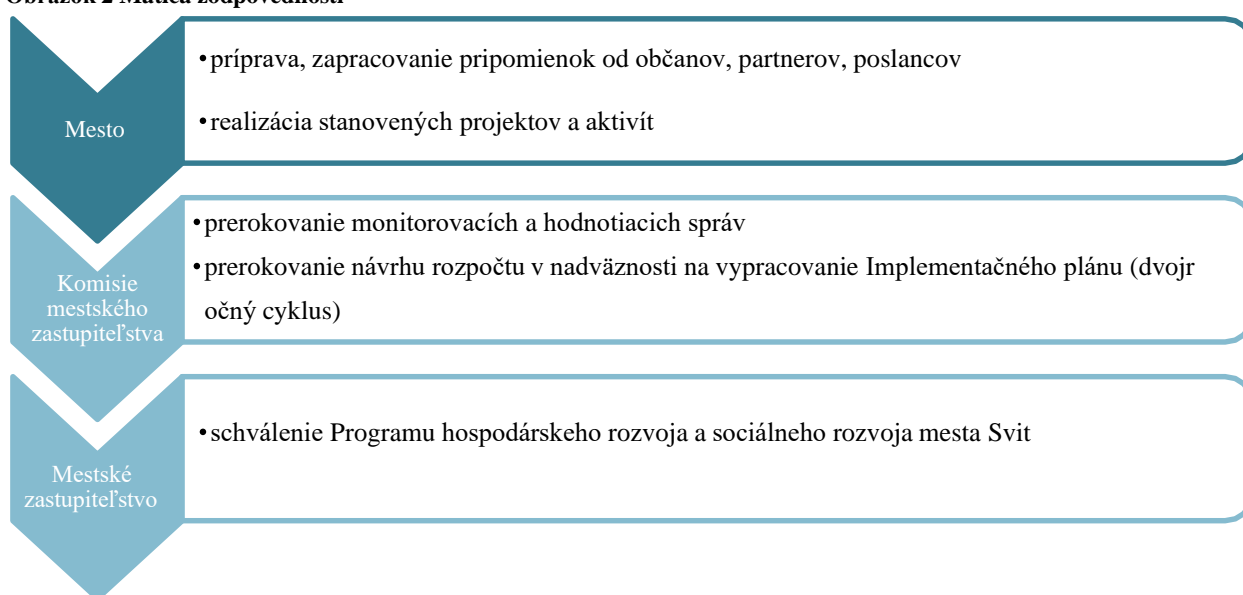 Obrázok 2 Matica zodpovednosti
Mesto
•príprava, zapracovanie pripomienok od občanov, partnerov, poslancov
•realizácia stanovených projektov a aktivít
Komisie
mestského
zastupiteľstva
•prerokovanie monitorovacích a hodnotiacich správ
•prerokovanie návrhu rozpočtu v nadväznosti na vypracovanie Implementačného plánu (dvojr
očný cyklus)
Mestské
zastupiteľstvo
•schválenie Programu hospodárskeho rozvoja a sociálneho rozvoja mesta Svit